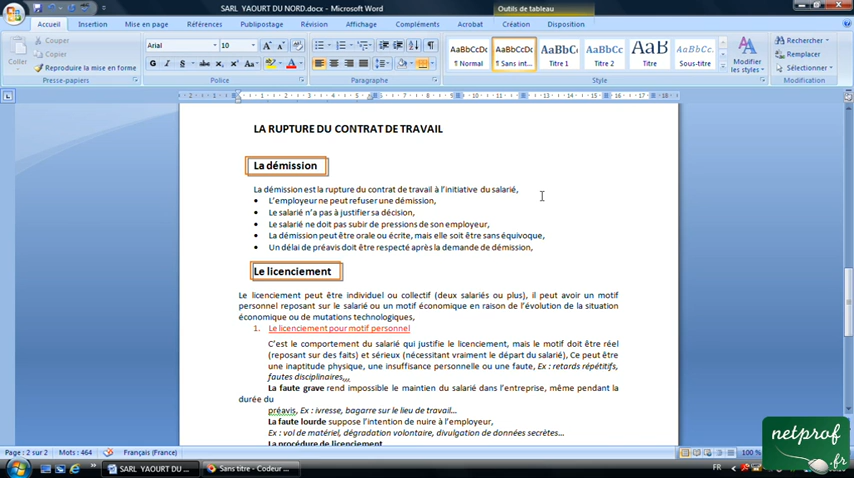 SARL YAOURT DU NORD.docx - Microsoft Word
Outils de tableau
Accueil Insertion Mise en page Références Publipostage Révision Affichage Compléments Acrobat Création Disposition
Couper
Copier
Reproduire la mise en forme
Coller
Arial 10
G I S abc x₂ x² Aa A
AaBbCcDc AaBbCcDc AaBbC AaBbCc AaB AaBbCc
¶ Normal ¶ Sans int... Titre 1 Titre 2 Titre Sous-titre
Modifier les styles
Rechercher
Remplacer
Sélectionner
Presse-papiers Police Paragraphe Style Modification
LA RUPTURE DU CONTRAT DE TRAVAIL
La démission
La démission est la rupture du contrat de travail à l'initiative du salarié,
• L'employeur ne peut refuser une démission,
• Le salarié n'a pas à justifier sa décision,
• Le salarié ne doit pas subir de pressions de son employeur,
• La démission peut être orale ou écrite, mais elle soit être sans équivoque,
• Un délai de préavis doit être respecté après la demande de démission,
Le licenciement
Le licenciement peut être individuel ou collectif (deux salariés ou plus), il peut avoir un motif
personnel reposant sur le salarié ou un motif économique en raison de l'évolution de la situation
économique ou de mutations technologiques,
1. Le licenciement pour motif personnel
C'est le comportement du salarié qui justifie le licenciement, mais le motif doit être réel
(reposant sur des faits) et sérieux (nécessitant vraiment le départ du salarié), Ce peut être
une inaptitude physique, une insuffisance personnelle ou une faute, Ex : retards répétitifs,
fautes disciplinaires,,,
La faute grave rend impossible le maintien du salarié dans l'entreprise, même pendant la
durée du
préavis, Ex : ivresse, bagarre sur le lieu de travail...
La faute lourde suppose l'intention de nuire à l'employeur,
Ex : vol de matériel, dégradation volontaire, divulgation de données secrètes...
La procédure de licenciement
netprof
.fr
Page : 2 sur 2 Mots : 464 Français (France) 100 %
SARL YAOURT DU ... Sans titre - Codeur ... FR